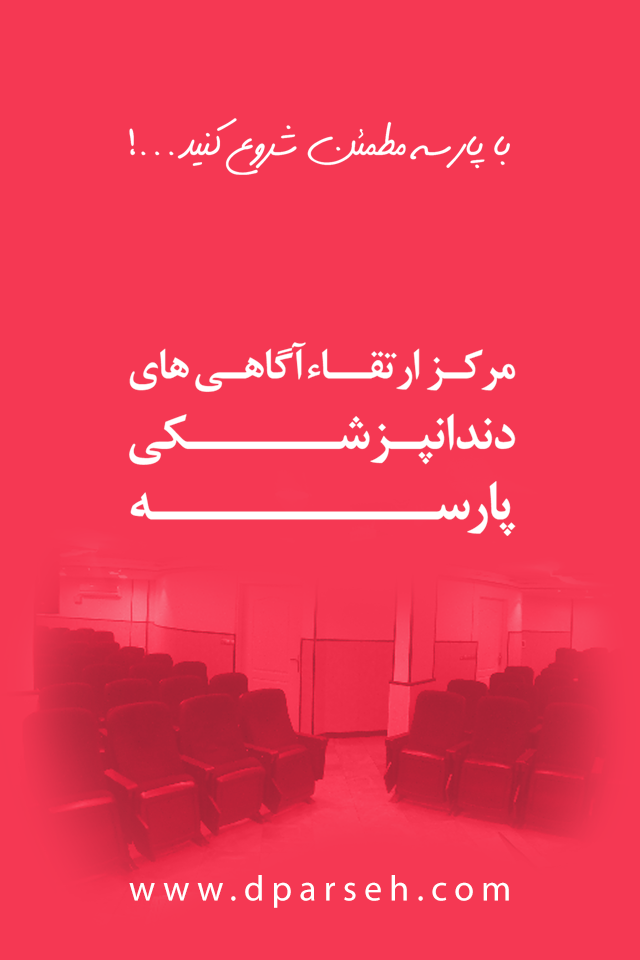 با پارسه مطمئن شروع کنید...!
مرکز ارتقاء آگاهی های
دندانپزشکی
پارسه
www.dparseh.com